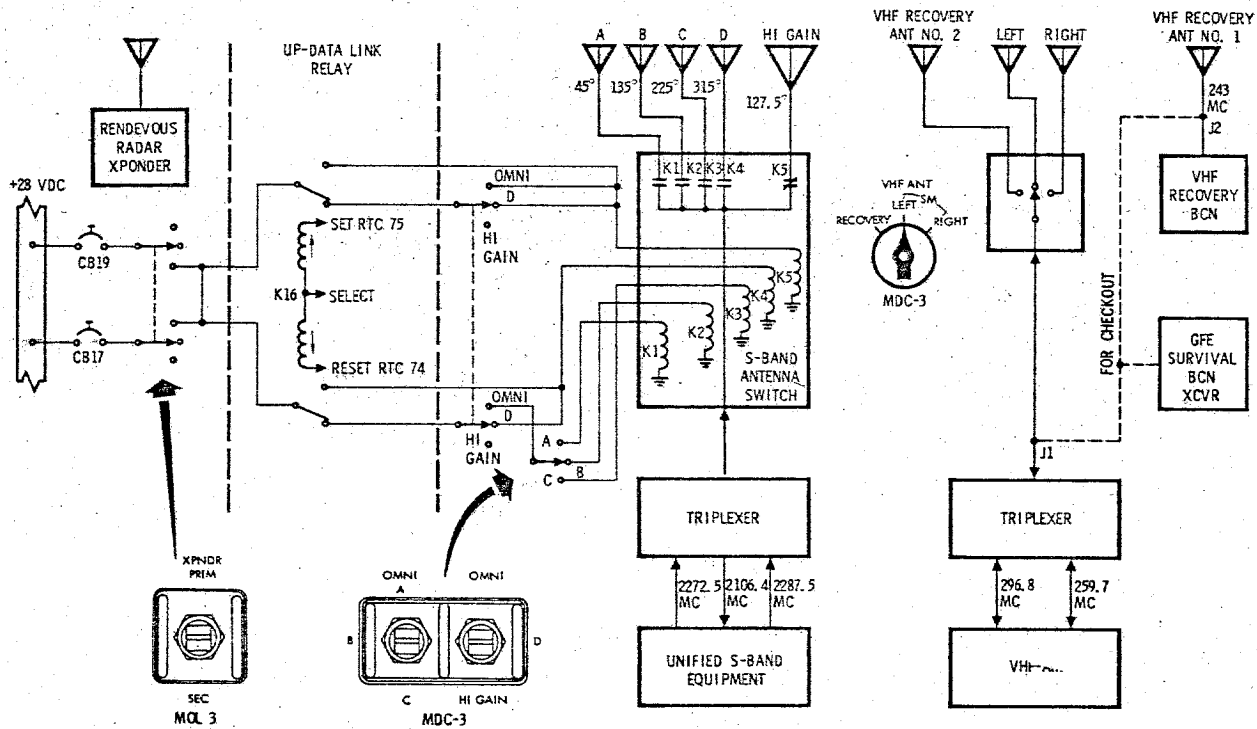 A B C D HI GAIN
45° 135° 225° 315° 127.5°
VHF RECOVERY
ANT NO. 2
LEFT RIGHT
VHF RECOVERY
ANT NO. 1
243
MC
J2
UP-DATA LINK
RELAY
RENDEVOUS
RADAR
XPONDER
+28 VDC
CB19
CB17
SET RTC 75
K16
SELECT
RESET RTC 74
OMNI
D
HI
GAIN
OMNI
D
HI
GAIN
A
B
C
K1 K2 K3 K4 K5
K5
K4
K3
K2
K1
S-BAND
ANTENNA
SWITCH
VHF ANT
SM
LEFT
RECOVERY
RIGHT
MDC-3
VHF
RECOVERY
BCN
FOR CHECKOUT
GFE
SURVIVAL
BCN
XCVR
J1
TRIPLEXER
TRIPLEXER
2272.5
MC
2106.4
MC
2287.5
MC
296.8
MC
259.7
MC
UNIFIED S-BAND
EQUIPMENT
XPNDR
PRIM
SEC
MOL 3
OMNI
A
OMNI
B
D
C
HI GAIN
MDC-3